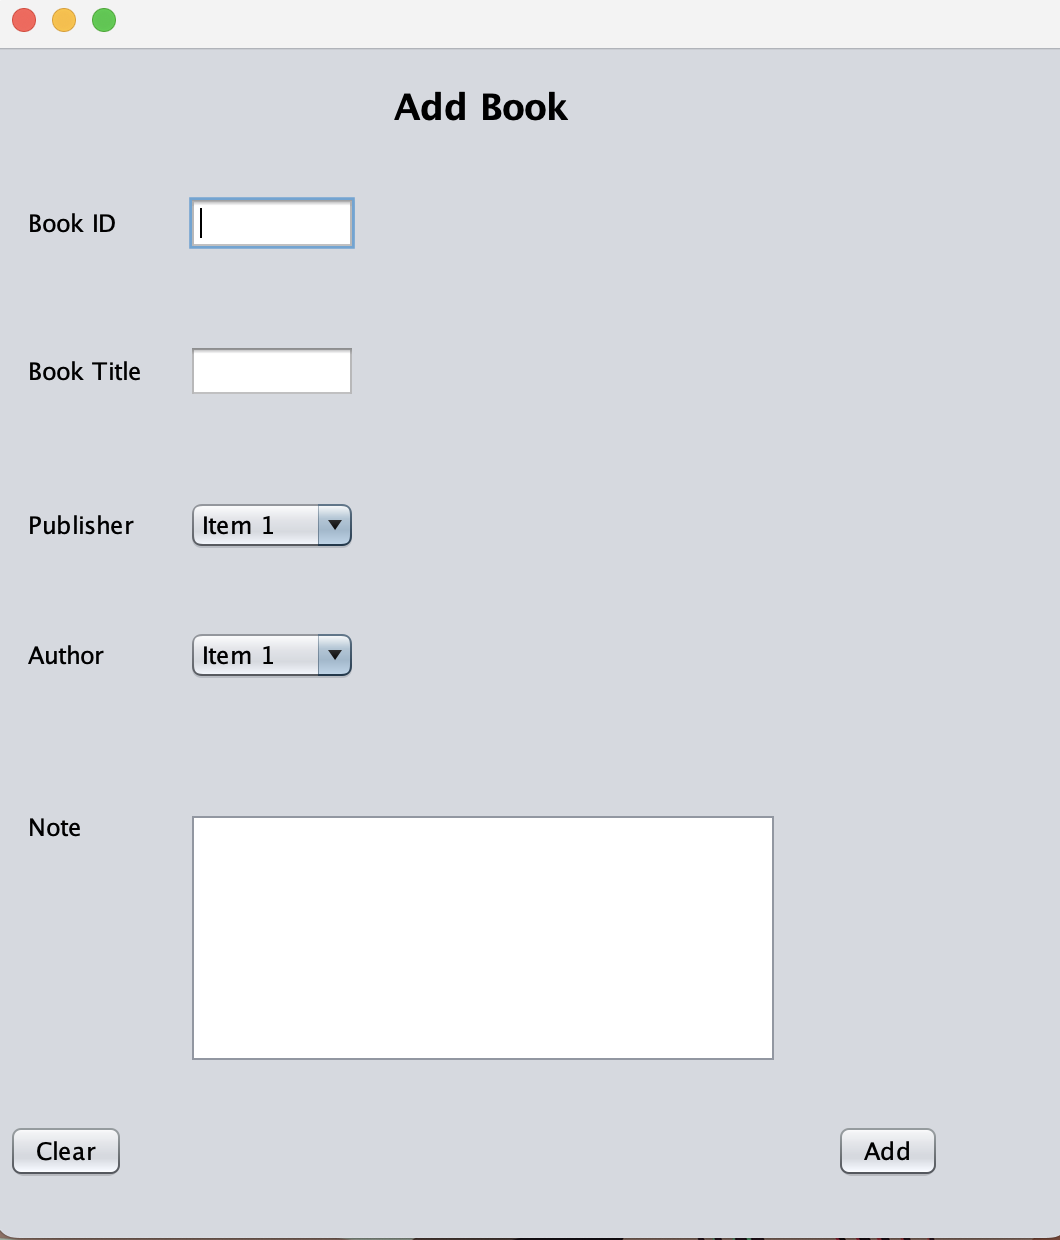 Add Book
Book ID
Book Title
Publisher Item 1
Author Item 1
Note
Clear Add